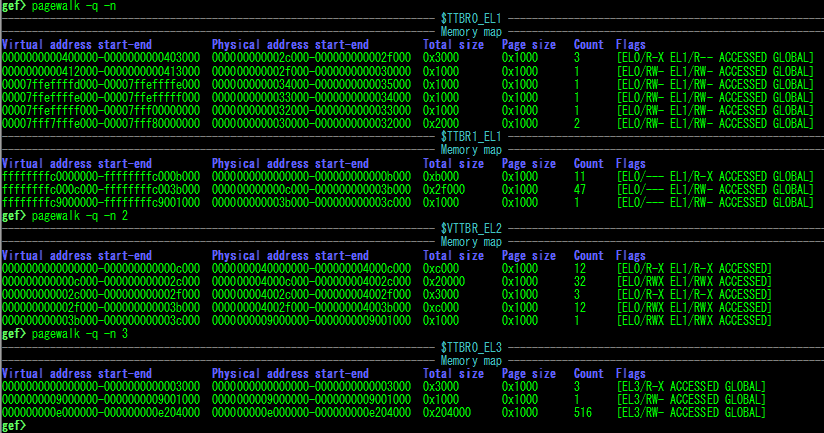 gef> pagewalk -q -n
$TTBR0_EL1
Memory map
Virtual address start-end Physical address start-end Total size Page size Count Flags
0000000000400000-0000000000403000 000000000002c000-000000000002f000 0x3000 0x1000 3 [EL0/R-X EL1/R-- ACCESSED GLOBAL]
0000000000412000-0000000000413000 000000000002f000-0000000000030000 0x1000 0x1000 1 [EL0/RW- EL1/RW- ACCESSED GLOBAL]
00007ffeffffd000-00007ffeffffe000 0000000000034000-0000000000035000 0x1000 0x1000 1 [EL0/RW- EL1/RW- ACCESSED GLOBAL]
00007ffeffffe000-00007ffefffff000 0000000000033000-0000000000034000 0x1000 0x1000 1 [EL0/RW- EL1/RW- ACCESSED GLOBAL]
00007ffefffff000-00007fff00000000 0000000000032000-0000000000033000 0x1000 0x1000 1 [EL0/RW- EL1/RW- ACCESSED GLOBAL]
00007fff7fffe000-00007fff80000000 0000000000030000-0000000000032000 0x2000 0x1000 2 [EL0/RW- EL1/RW- ACCESSED GLOBAL]
$TTBR1_EL1
Memory map
Virtual address start-end Physical address start-end Total size Page size Count Flags
ffffffffc0000000-ffffffffc000b000 0000000000000000-000000000000b000 0xb000 0x1000 11 [EL0/--- EL1/R-X ACCESSED GLOBAL]
ffffffffc000c000-ffffffffc003b000 000000000000c000-000000000003b000 0x2f000 0x1000 47 [EL0/--- EL1/RW- ACCESSED GLOBAL]
ffffffffc9000000-ffffffffc9001000 000000000003b000-000000000003c000 0x1000 0x1000 1 [EL0/--- EL1/RW- ACCESSED GLOBAL]
gef> pagewalk -q -n 2
$VTTBR_EL2
Memory map
Virtual address start-end Physical address start-end Total size Page size Count Flags
0000000000000000-000000000000c000 0000000040000000-000000004000c000 0xc000 0x1000 12 [EL0/R-X EL1/R-X ACCESSED]
000000000000c000-000000000002c000 000000004000c000-000000004002c000 0x20000 0x1000 32 [EL0/RWX EL1/RWX ACCESSED]
000000000002c000-000000000002f000 000000004002c000-000000004002f000 0x3000 0x1000 3 [EL0/R-X EL1/R-X ACCESSED]
000000000002f000-000000000003b000 000000004002f000-000000004003b000 0xc000 0x1000 12 [EL0/RWX EL1/RWX ACCESSED]
000000000003b000-000000000003c000 0000000009000000-0000000009001000 0x1000 0x1000 1 [EL0/RWX EL1/RWX ACCESSED]
gef> pagewalk -q -n 3
$TTBR0_EL3
Memory map
Virtual address start-end Physical address start-end Total size Page size Count Flags
0000000000000000-0000000000003000 0000000000000000-0000000000003000 0x3000 0x1000 3 [EL3/R-X ACCESSED GLOBAL]
0000000009000000-0000000009001000 0000000009000000-0000000009001000 0x1000 0x1000 1 [EL3/RW- ACCESSED GLOBAL]
000000000e000000-000000000e204000 000000000e000000-000000000e204000 0x204000 0x1000 516 [EL3/RW- ACCESSED GLOBAL]
gef>